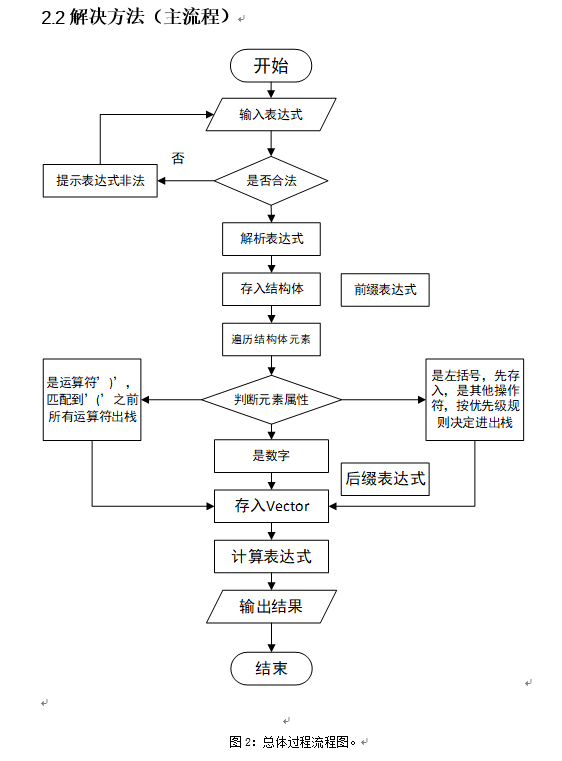 2.2 解决方法（主流程）
开始
输入表达式
否
提示表达式非法
是否合法
解析表达式
存入结构体
前缀表达式
遍历结构体元素
是运算符’)’，
匹配到’(’之前
所有运算符出栈
判断元素属性
是左括号，先存
入，是其他操作
符，按优先级规
则决定进出栈
是数字
后缀表达式
存入Vector
计算表达式
输出结果
结束
图 2：总体过程流程图。